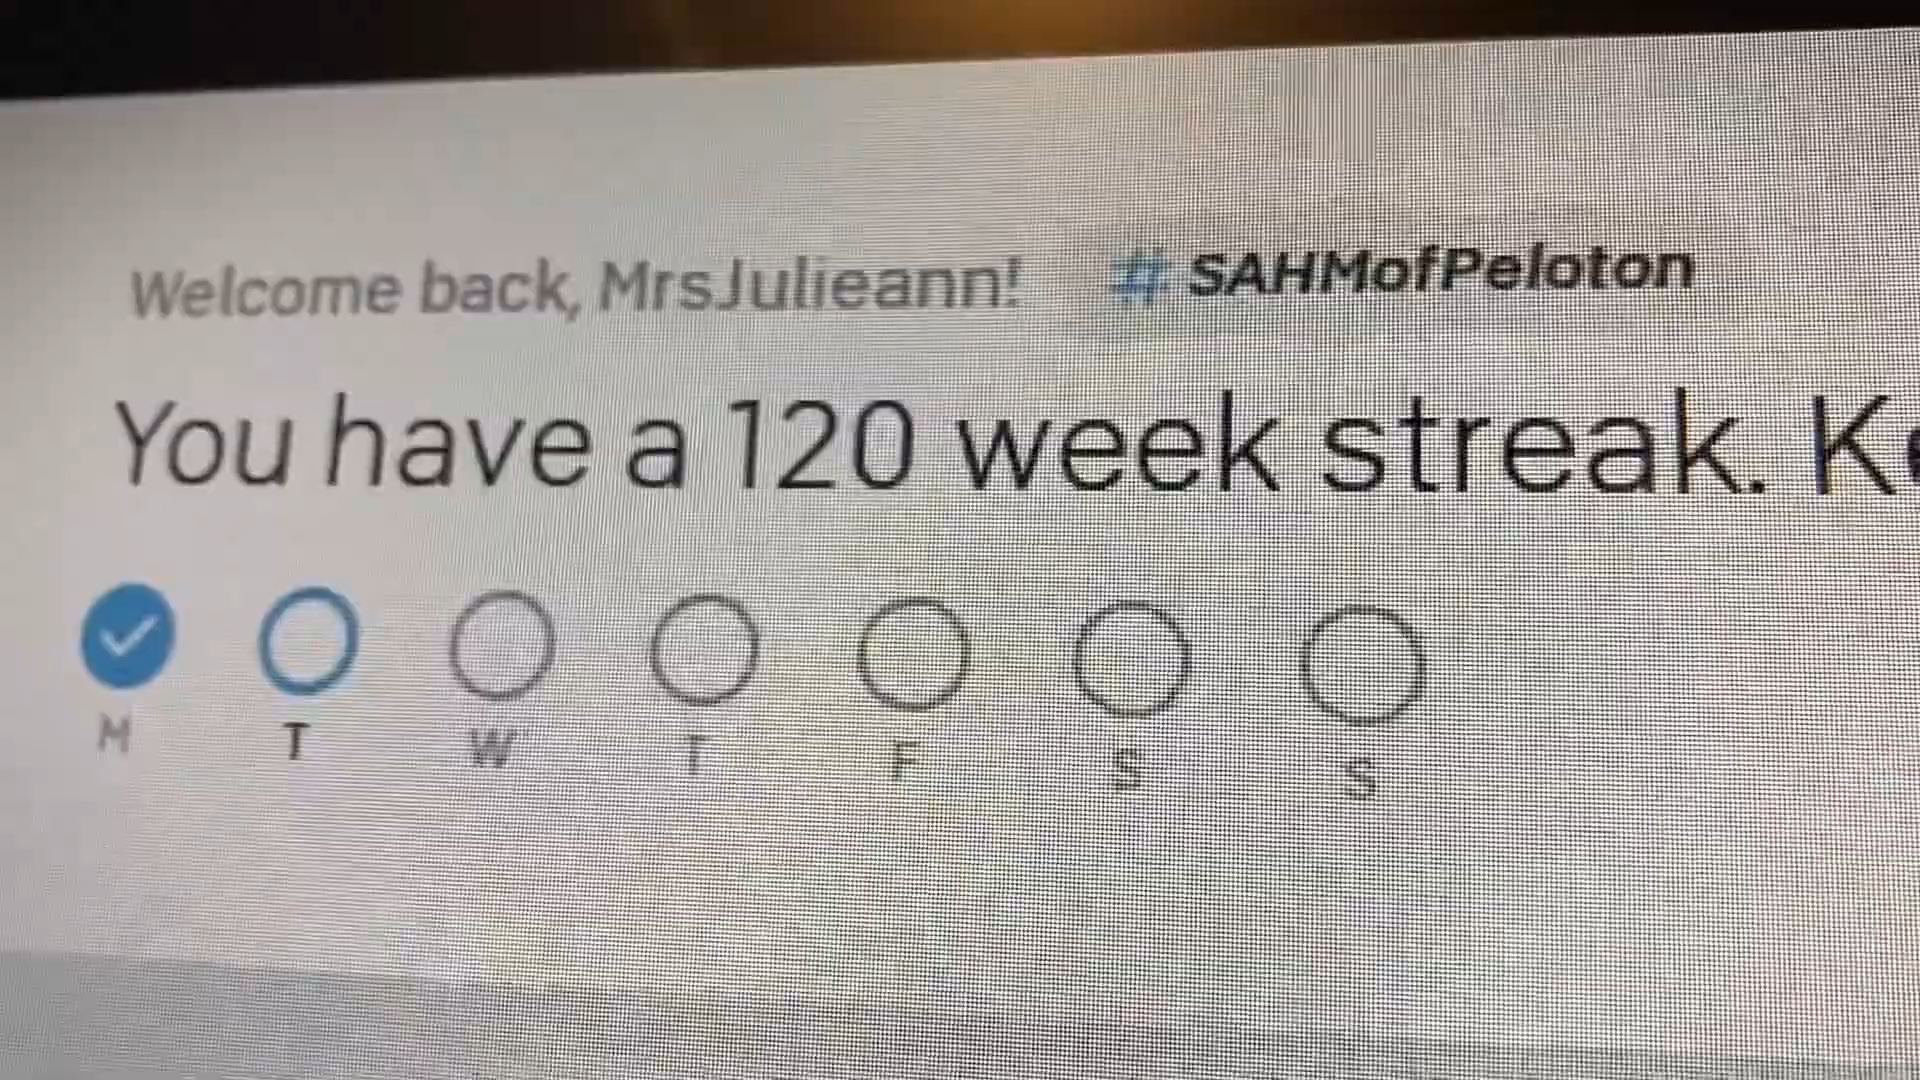 Welcome back, MrsJulieann! # SAHMofPeloton
You have a 120 week streak.
M T W T F S S